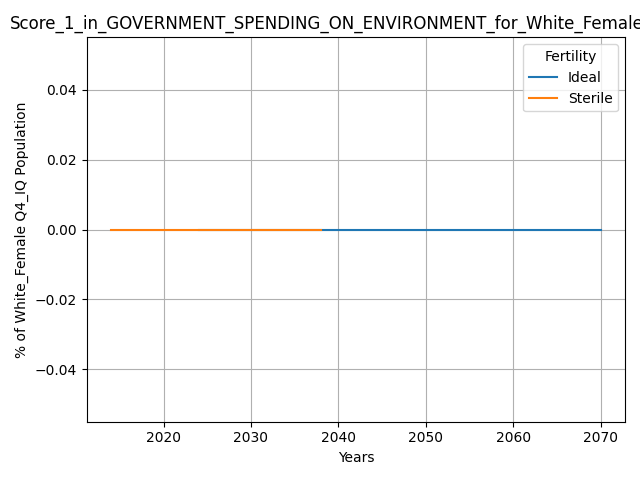 Score_1_in_GOVERNMENT_SPENDING_ON_ENVIRONMENT_for_White_Female
Fertility
Ideal
Sterile
0.04
0.02
0.00
−0.02
−0.04
% of White_Female Q4_IQ Population
2020 2030 2040 2050 2060 2070
Years